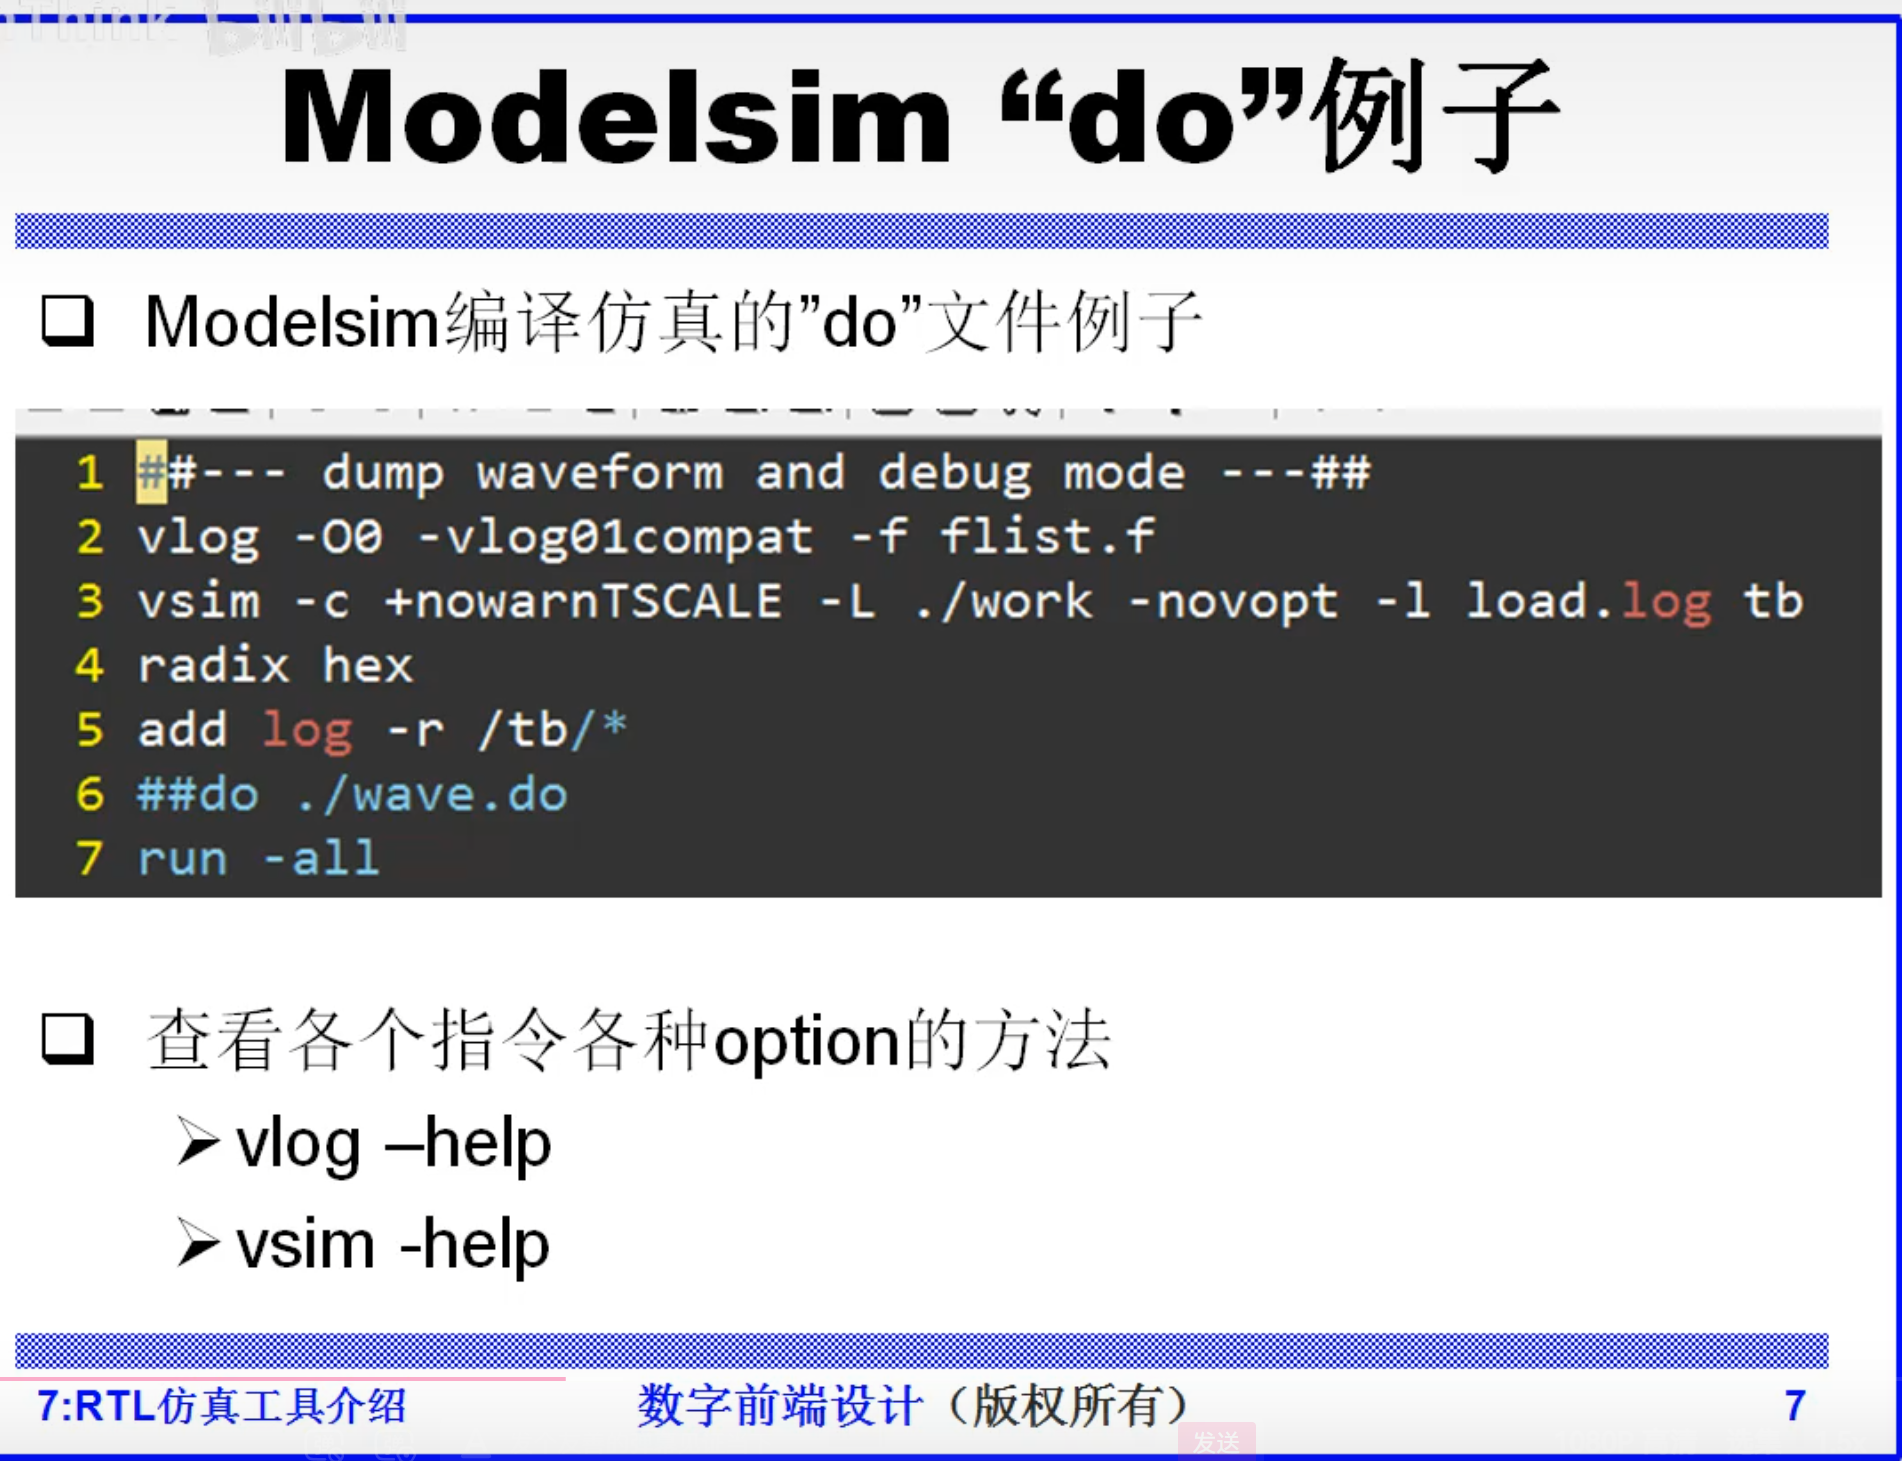 Think bilibili
Modelsim “do”例子
Modelsim编译仿真的”do”文件例子
1 ##--- dump waveform and debug mode ---##
2 vlog -O0 -vlog01compat -f flist.f
3 vsim -c +nowarnTSCALE -L ./work -novopt -l load.log tb
4 radix hex
5 add log -r /tb/*
6 ##do ./wave.do
7 run -all
查看各个指令各种option的方法
vlog –help
vsim -help
7:RTL仿真工具介绍 数字前端设计（版权所有） 7
发送